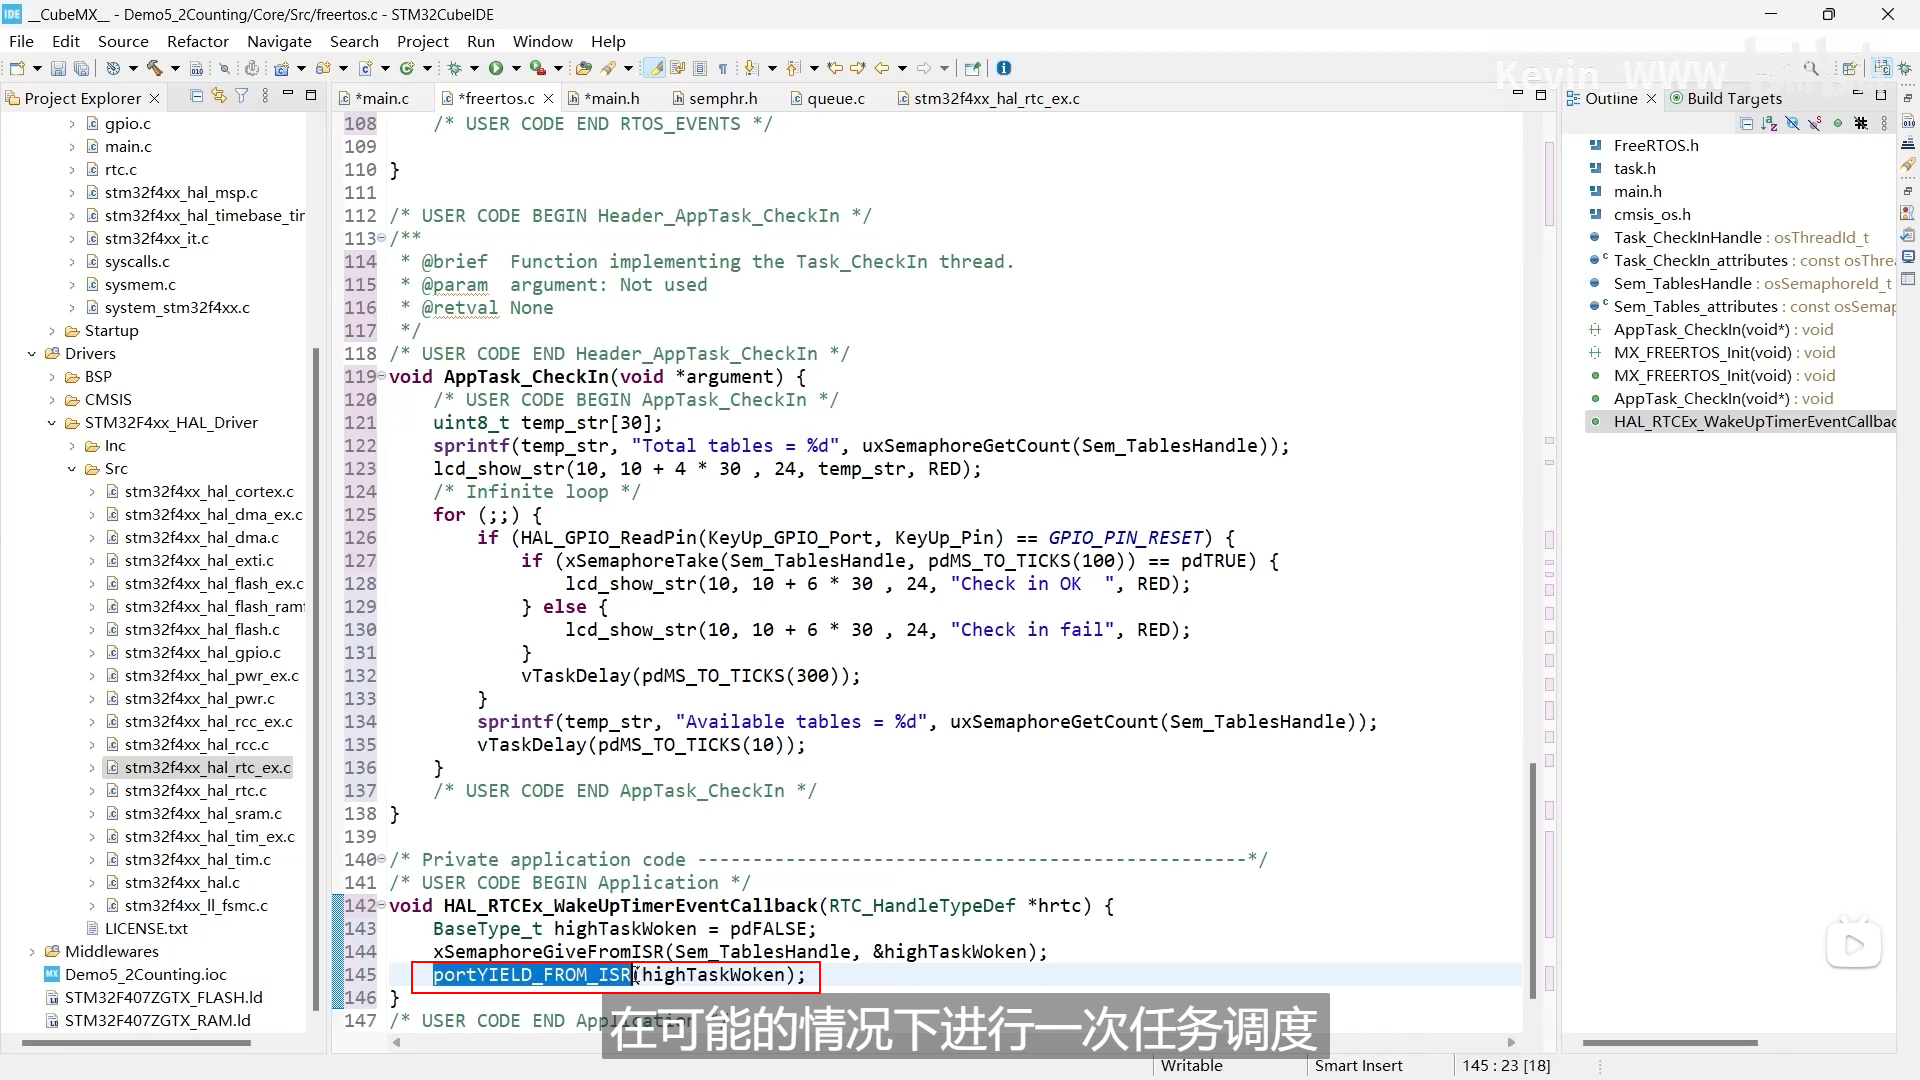 __CubeMX__ - Demo5_2Counting/Core/Src/freertos.c - STM32CubeIDE
File Edit Source Refactor Navigate Search Project Run Window Help
Kevin_WWW
Project Explorer
*main.c *freertos.c *main.h semphr.h queue.c stm32f4xx_hal_rtc_ex.c
Outline Build Targets
gpio.c
main.c
rtc.c
stm32f4xx_hal_msp.c
stm32f4xx_hal_timebase_tir
stm32f4xx_it.c
syscalls.c
sysmem.c
system_stm32f4xx.c
Startup
Drivers
BSP
CMSIS
STM32F4xx_HAL_Driver
Inc
Src
stm32f4xx_hal_cortex.c
stm32f4xx_hal_dma_ex.c
stm32f4xx_hal_dma.c
stm32f4xx_hal_exti.c
stm32f4xx_hal_flash_ex.c
stm32f4xx_hal_flash_ramf
stm32f4xx_hal_flash.c
stm32f4xx_hal_gpio.c
stm32f4xx_hal_pwr_ex.c
stm32f4xx_hal_pwr.c
stm32f4xx_hal_rcc_ex.c
stm32f4xx_hal_rcc.c
stm32f4xx_hal_rtc_ex.c
stm32f4xx_hal_rtc.c
stm32f4xx_hal_sram.c
stm32f4xx_hal_tim_ex.c
stm32f4xx_hal_tim.c
stm32f4xx_hal.c
stm32f4xx_ll_fsmc.c
LICENSE.txt
Middlewares
Demo5_2Counting.ioc
STM32F407ZGTX_FLASH.ld
STM32F407ZGTX_RAM.ld
108 /* USER CODE END RTOS_EVENTS */
109
110 }
111
112 /* USER CODE BEGIN Header_AppTask_CheckIn */
113 /**
114 * @brief  Function implementing the Task_CheckIn thread.
115 * @param  argument: Not used
116 * @retval None
117 */
118 /* USER CODE END Header_AppTask_CheckIn */
119 void AppTask_CheckIn(void *argument) {
120 /* USER CODE BEGIN AppTask_CheckIn */
121 uint8_t temp_str[30];
122 sprintf(temp_str, "Total tables = %d", uxSemaphoreGetCount(Sem_TablesHandle));
123 lcd_show_str(10, 10 + 4 * 30 , 24, temp_str, RED);
124 /* Infinite loop */
125 for (;;) {
126 if (HAL_GPIO_ReadPin(KeyUp_GPIO_Port, KeyUp_Pin) == GPIO_PIN_RESET) {
127 if (xSemaphoreTake(Sem_TablesHandle, pdMS_TO_TICKS(100)) == pdTRUE) {
128 lcd_show_str(10, 10 + 6 * 30 , 24, "Check in OK  ", RED);
129 } else {
130 lcd_show_str(10, 10 + 6 * 30 , 24, "Check in fail", RED);
131 }
132 vTaskDelay(pdMS_TO_TICKS(300));
133 }
134 sprintf(temp_str, "Available tables = %d", uxSemaphoreGetCount(Sem_TablesHandle));
135 vTaskDelay(pdMS_TO_TICKS(10));
136 }
137 /* USER CODE END AppTask_CheckIn */
138 }
139
140 /* Private application code --------------------------------------------------*/
141 /* USER CODE BEGIN Application */
142 void HAL_RTCEx_WakeUpTimerEventCallback(RTC_HandleTypeDef *hrtc) {
143 BaseType_t highTaskWoken = pdFALSE;
144 xSemaphoreGiveFromISR(Sem_TablesHandle, &highTaskWoken);
145 portYIELD_FROM_ISR(highTaskWoken);
146 }
147 /* USER CODE END Application
在可能的情况下进行一次任务调度
FreeRTOS.h
task.h
main.h
cmsis_os.h
Task_CheckInHandle : osThreadId_t
Task_CheckIn_attributes : const osThrea
Sem_TablesHandle : osSemaphoreId_t
Sem_Tables_attributes : const osSemap
AppTask_CheckIn(void*) : void
MX_FREERTOS_Init(void) : void
MX_FREERTOS_Init(void) : void
AppTask_CheckIn(void*) : void
HAL_RTCEx_WakeUpTimerEventCallbac
Writable Smart Insert 145 : 23 [18]